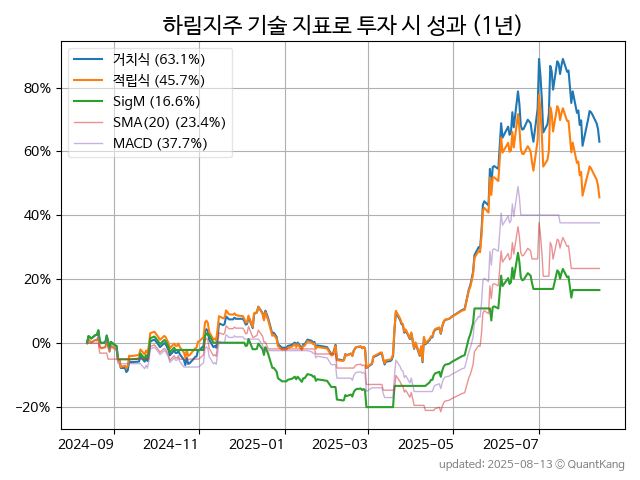 하림지주 기술 지표로 투자 시 성과 (1년)
거치식 (63.1%)
적립식 (45.7%)
SigM (16.6%)
SMA(20) (23.4%)
MACD (37.7%)
80%
60%
40%
20%
0%
−20%
2024-09 2024-11 2025-01 2025-03 2025-05 2025-07
updated: 2025-08-13 © QuantKang